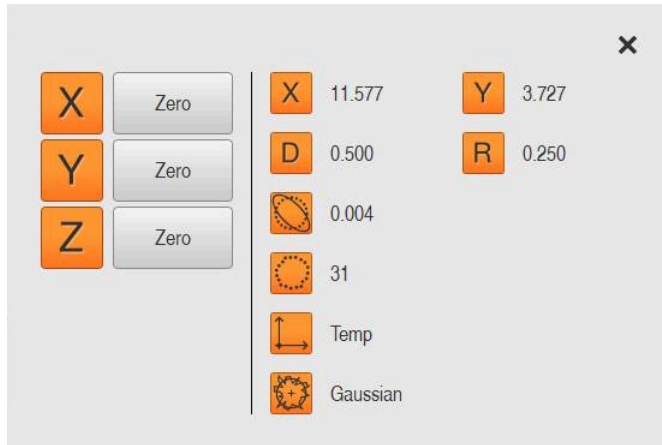 X Zero
Y Zero
Z Zero
X 11.577 Y 3.727
D 0.500 R 0.250
0.004
31
Temp
Gaussian